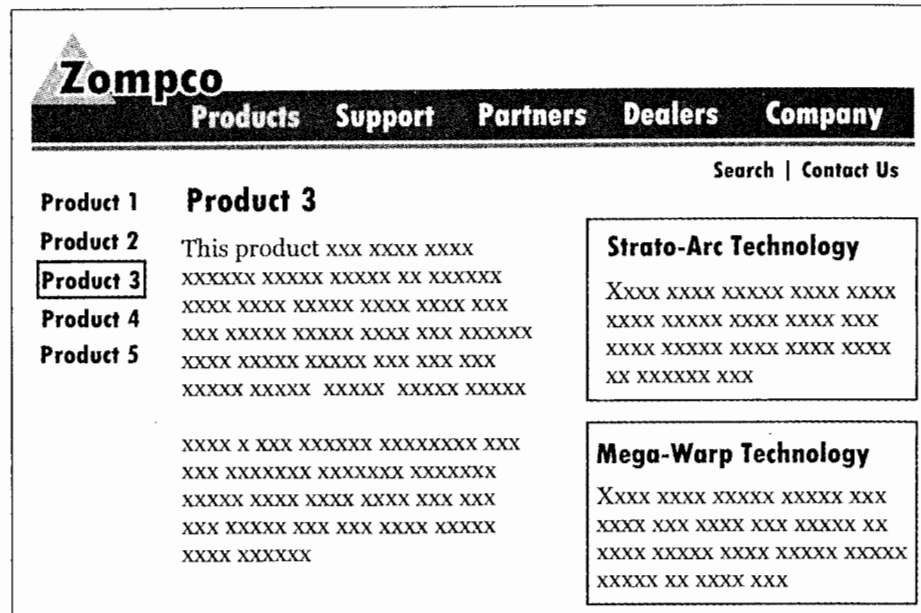 Zompco
Products Support Partners Dealers Company
Search | Contact Us
Product 1
Product 2
Product 3
Product 4
Product 5
Product 3
This product xxx xxxx xxxx
xxxxxx xxxxx xxxxx xx xxxxxx
xxxx xxxx xxxxx xxxx xxxx xxx
xxx xxxxx xxxxx xxxx xxx xxxxxx
xxxx xxxxx xxxxx xxx xxx xxx
xxxxx xxxxx xxxxx xxxxx xxxxx
xxxx x xxx xxxxxx xxxxxxxx xxx
xxx xxxxxxx xxxxxxx xxxxxxx
xxxxx xxxx xxxx xxxx xxx xxx
xxx xxxxx xxx xxx xxxx xxxxx
xxxx xxxxxx
Strato-Arc Technology
Xxxx xxxx xxxxx xxxx xxxx
xxxx xxxxx xxxx xxxx xxx
xxxx xxxxx xxxx xxxx xxxx
xx xxxxxx xxx
Mega-Warp Technology
Xxxx xxxx xxxxx xxxxx xxx
xxxx xxx xxxx xxx xxxxx xx
xxxx xxxxx xxxx xxxxx xxxxx
xxxxx xx xxxx xxx